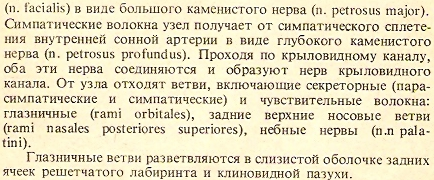 (n. facialis) в виде большого каменистого нерва (n. petrosus major).
Симпатические волокна узел получает от симпатического сплете-
ния внутренней сонной артерии в виде глубокого каменистого
нерва (n. petrosus profundus). Проходя по крыловидному каналу,
оба эти нерва соединяются и образуют нерв крыловидного
канала. От узла отходят ветви, включающие секреторные (пара-
симпатические и симпатические) и чувствительные волокна:
глазничные (rami orbitales), задние верхние носовые ветви
(rami nasales posteriores superiores), небные нервы (n.n pala-
tini).
Глазничные ветви разветвляются в слизистой оболочке задних
ячеек решетчатого лабиринта и клиновидной пазухи.